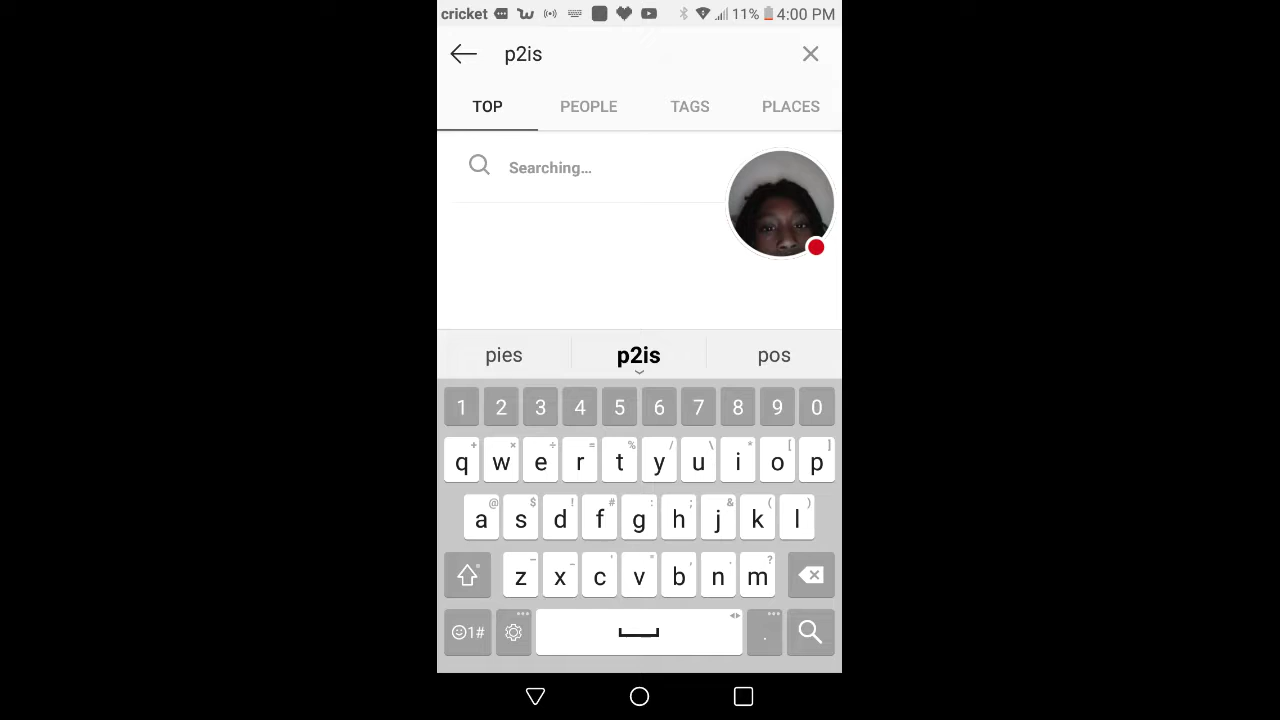 cricket 11% 4:00 PM
p2is
TOP PEOPLE TAGS PLACES
Searching...
pies p2is pos
1 2 3 4 5 6 7 8 9 0
+ × ÷ = % / \ * [ ]
q w e r t y u i o p
@ $ ! # : ; & ( )
a s d f g h j k l
z x c v b n m
1# .